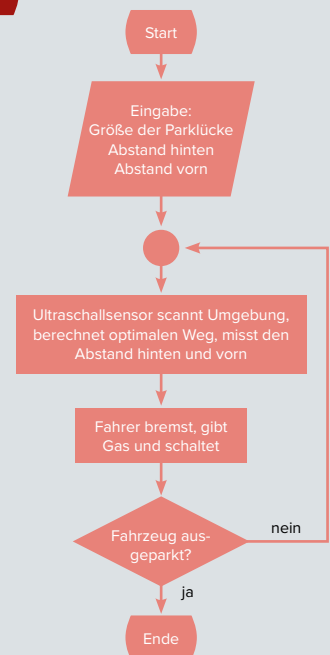 Start
Eingabe:
Größe der Parklücke
Abstand hinten
Abstand vorn
Ultraschallsensor scannt Umgebung,
berechnet optimalen Weg, misst den
Abstand hinten und vorn
Fahrer bremst, gibt
Gas und schaltet
Fahrzeug aus-
geparkt?
nein
ja
Ende